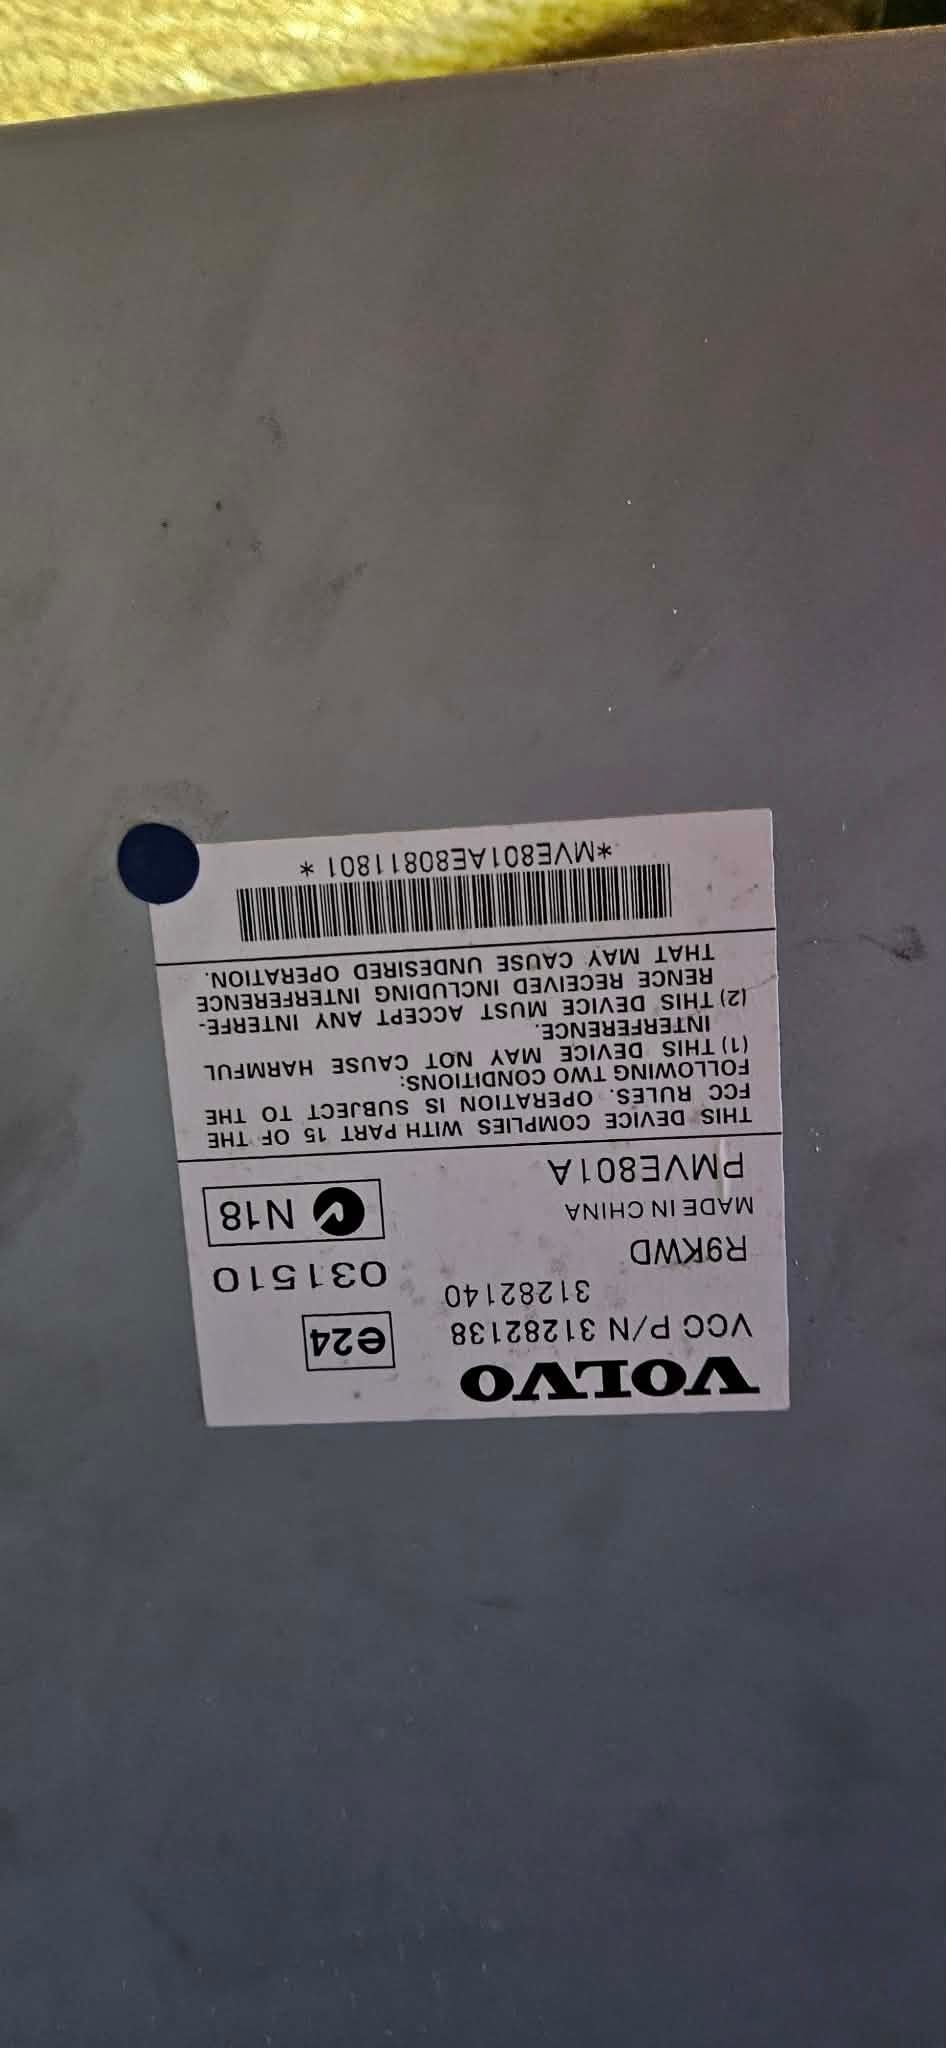 VOLVO
VCC P/N 31282138
31282140
e24
R9KWD
031510
MADE IN CHINA
N18
PMVE801A
THIS DEVICE COMPLIES WITH PART 15 OF THE
FCC RULES. OPERATION IS SUBJECT TO THE
FOLLOWING TWO CONDITIONS:
(1) THIS DEVICE MAY NOT CAUSE HARMFUL
INTERFERENCE.
(2) THIS DEVICE MUST ACCEPT ANY INTERFE-
RENCE RECEIVED INCLUDING INTERFERENCE
THAT MAY CAUSE UNDESIRED OPERATION.
*MVE801AE80811801 *